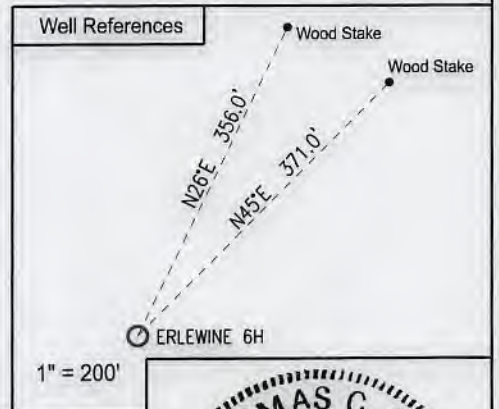 Well References
Wood Stake
Wood Stake
N26°E 356.0'
N45°E 371.0'
ERLEWINE 6H
1" = 200'
MAS C.